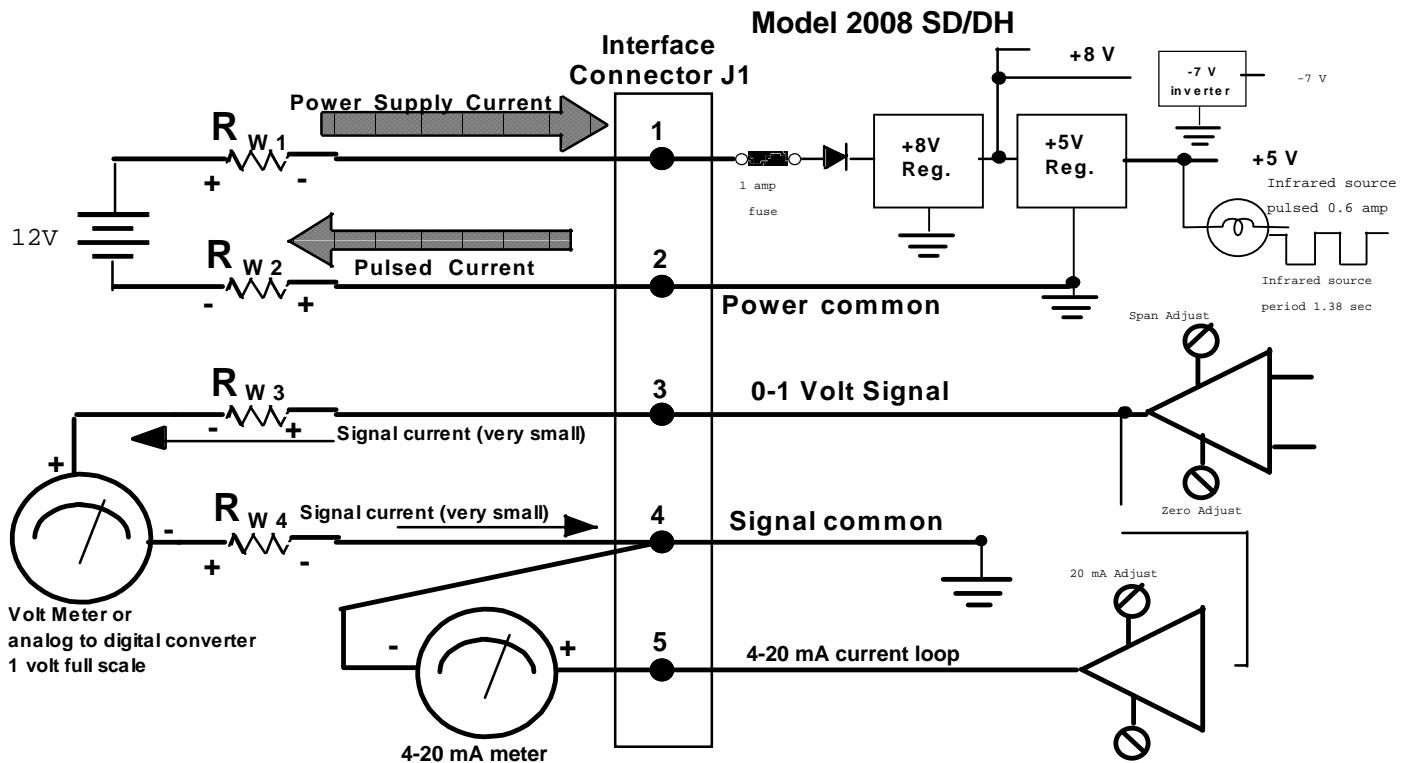 Model 2008 SD/DH
Interface
Connector J1
+8 V
-7 V
inverter
-7 V
Power Supply Current
R W 1
+ -
1
+8V
Reg.
+5V
Reg.
+5 V
1 amp
fuse
Infrared source
pulsed 0.6 amp
12V
Pulsed Current
R W 2
- +
2
Power common
Infrared source
period 1.38 sec
Span Adjust
R W 3
- +
3
0-1 Volt Signal
Signal current (very small)
+
Zero Adjust
-
R W 4
+ -
Signal current (very small)
4
Signal common
20 mA Adjust
Volt Meter or
analog to digital converter
1 volt full scale
- +
5
4-20 mA current loop
4-20 mA meter